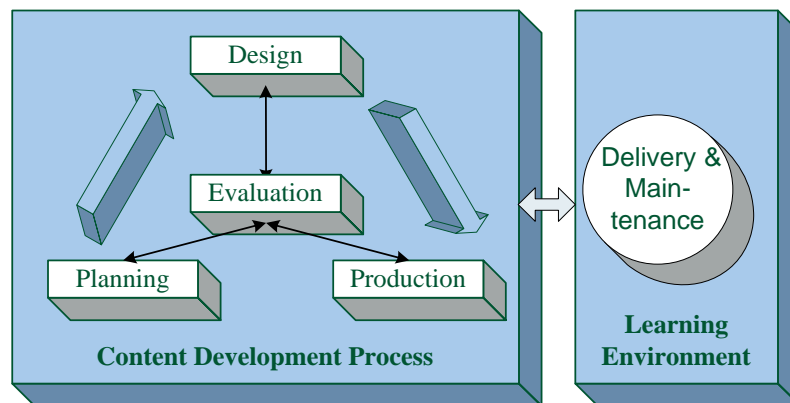 Design
Evaluation
Planning
Production
Content Development Process
Delivery &
Main-
tenance
Learning
Environment